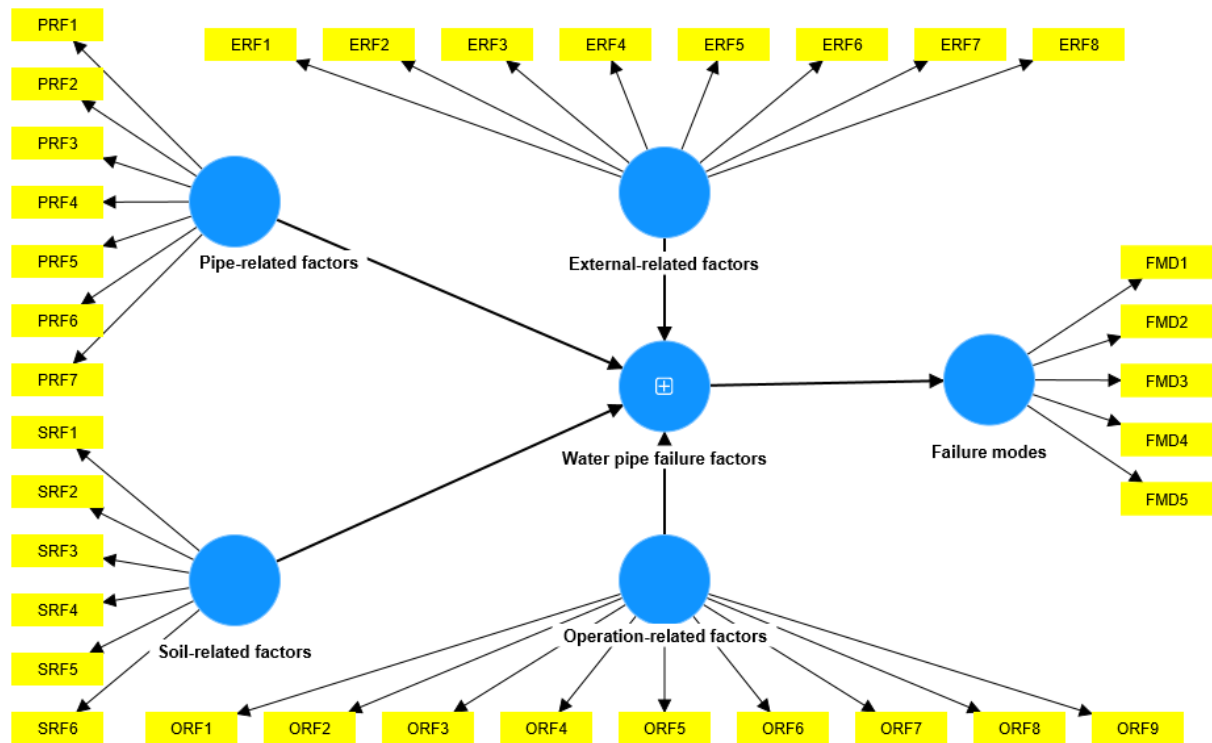 PRF1
PRF2
PRF3
PRF4
PRF5
PRF6
PRF7
ERF1
ERF2
ERF3
ERF4
ERF5
ERF6
ERF7
ERF8
Pipe-related factors
External-related factors
FMD1
FMD2
FMD3
FMD4
FMD5
Water pipe failure factors
Failure modes
SRF1
SRF2
SRF3
SRF4
SRF5
SRF6
Soil-related factors
Operation-related factors
ORF1
ORF2
ORF3
ORF4
ORF5
ORF6
ORF7
ORF8
ORF9